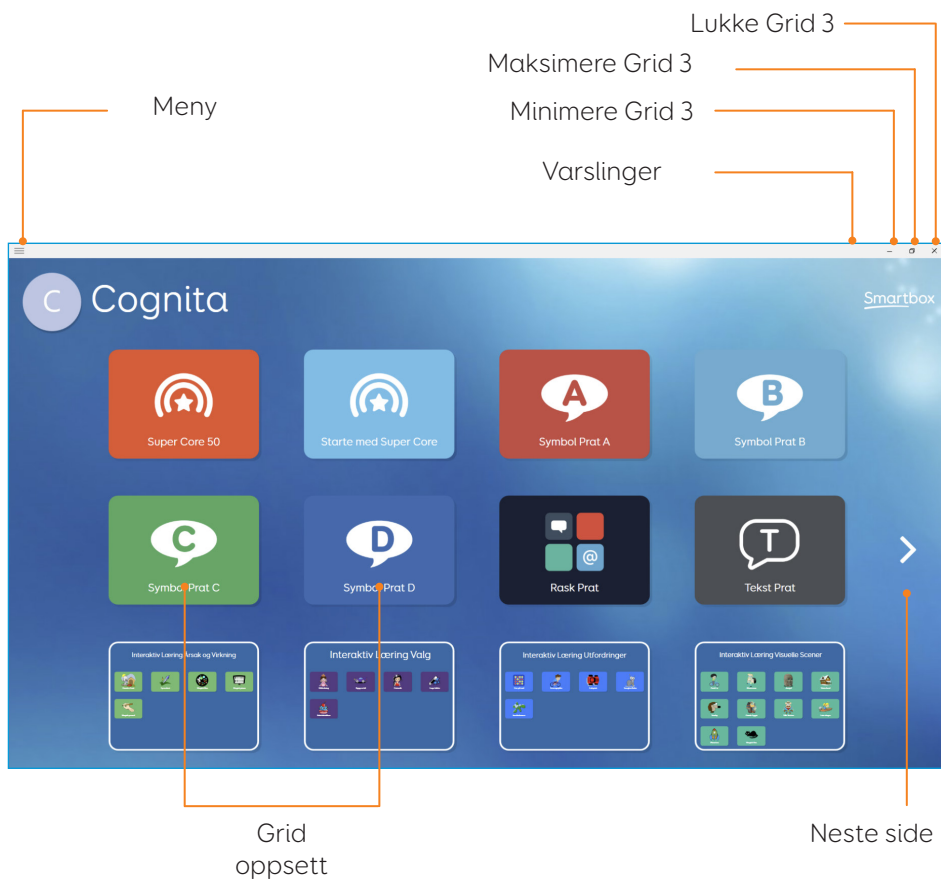 Lukke Grid 3
Maksimere Grid 3
Meny
Minimere Grid 3
Varslinger
C
Cognita
Smartbox
A
B
Super Core 50
Starte med Super Core
Symbol Prat A
Symbol Prat B
C
D
@
T
Symbol Prat C
Symbol Prat D
Rask Prat
Tekst Prat
Interaktiv Læring Årsak og Virkning
Interaktiv Læring Valg
Interaktiv Læring Utfordringer
Interaktiv Læring Visuelle Scener
Grid
oppsett
Neste side